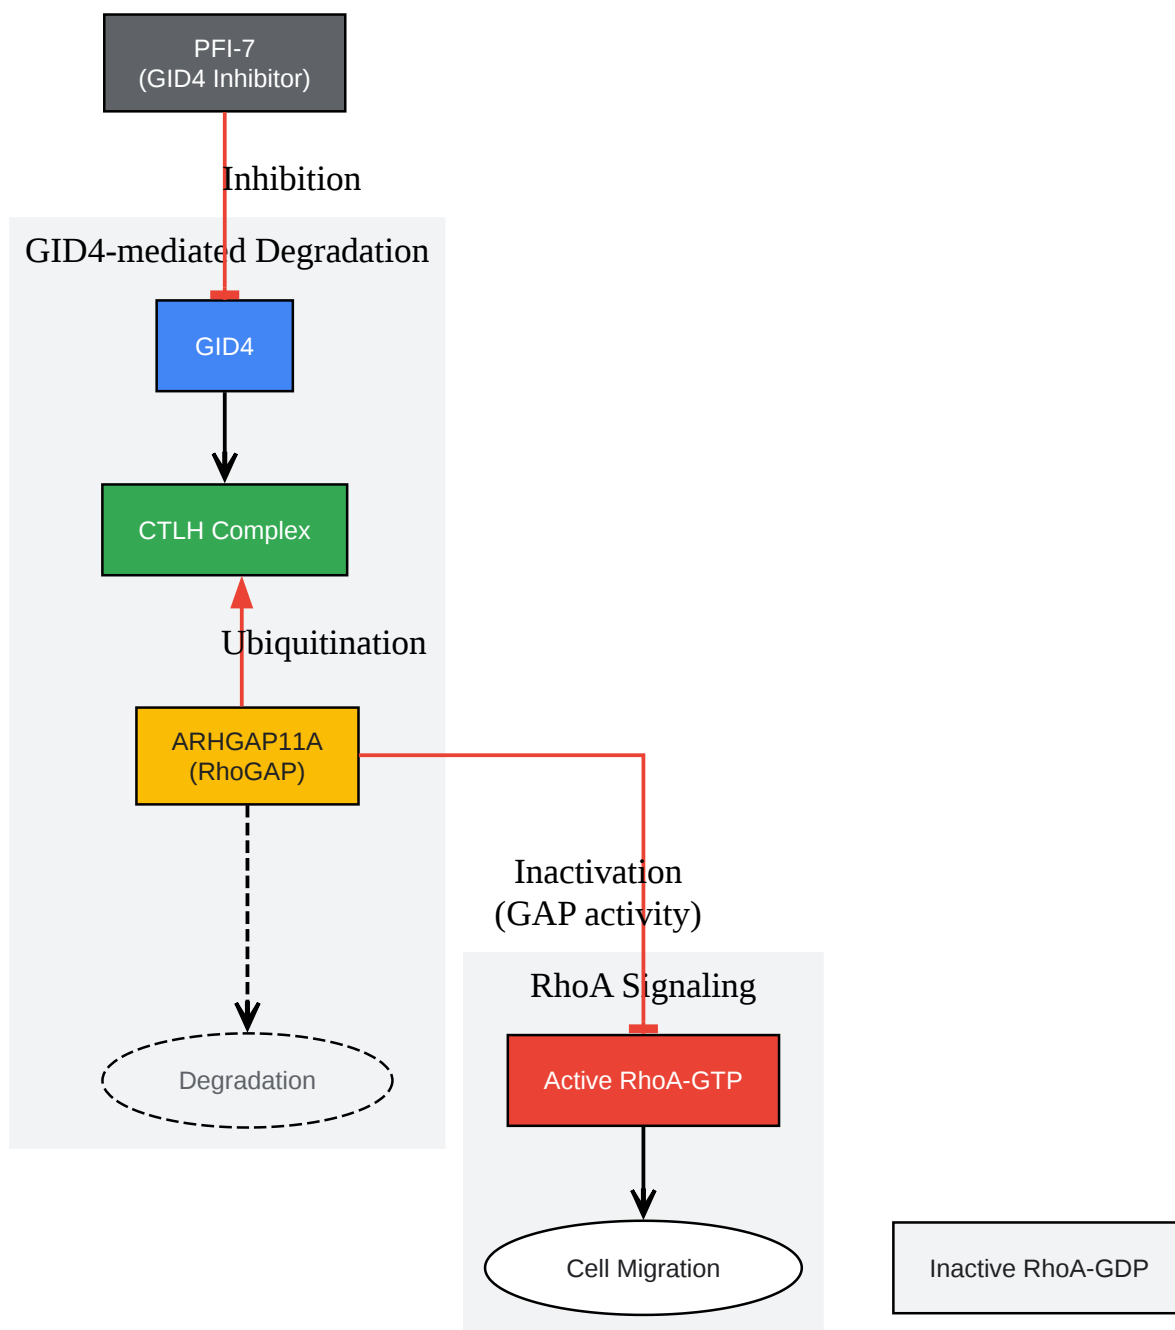 PFI-7
(GID4 Inhibitor)
Inhibition
GID4-mediated Degradation
GID4
CTLH Complex
Ubiquitination
ARHGAP11A
(RhoGAP)
Inactivation
(GAP activity)
RhoA Signaling
Degradation
Active RhoA-GTP
Cell Migration
Inactive RhoA-GDP